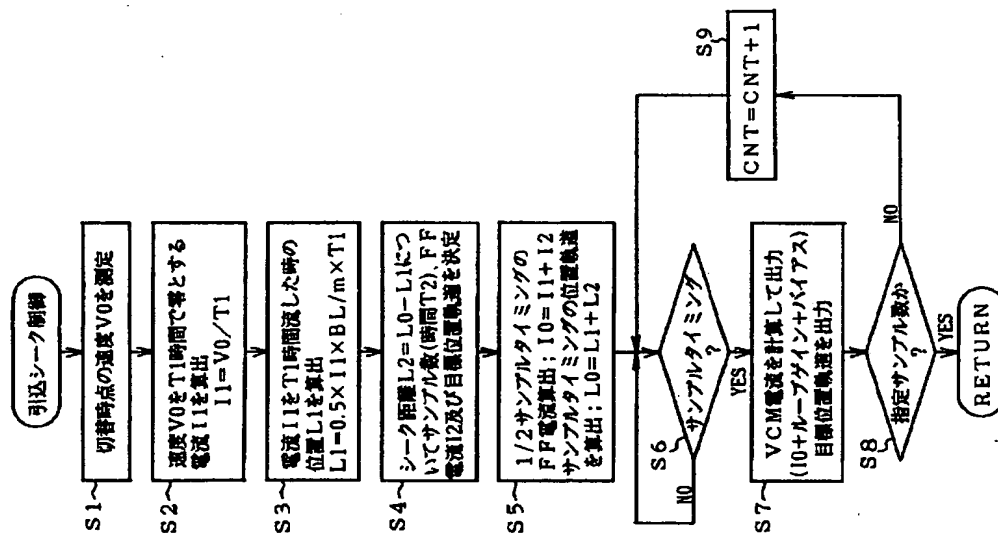 引込シーク制御
S1
切替時点の速度V0を測定
S2
速度V0をT1時間で零とする
電流I1を算出
I1=V0/T1
S3
電流I1をT1時間流した時の
位置L1を算出
L1=0.5×I1×BL/m×T1
S4
シーク距離L2=L0-L1につ
いてサンプル数(時間T2)、FF
電流I2及び目標位置軌道を決定
S5
1/2サンプルタイミングの
FF電流算出;I0=I1+I2
サンプルタイミングの位置軌道
を算出;L0=L1+L2
S6
サンプルタイミング
?
NO
YES
S7
VCM電流を計算して出力
(I0+ループゲイン+バイアス)
目標位置軌道を出力
S8
指定サンプル数か
?
NO
YES
S9
CNT=CNT+1
RETURN